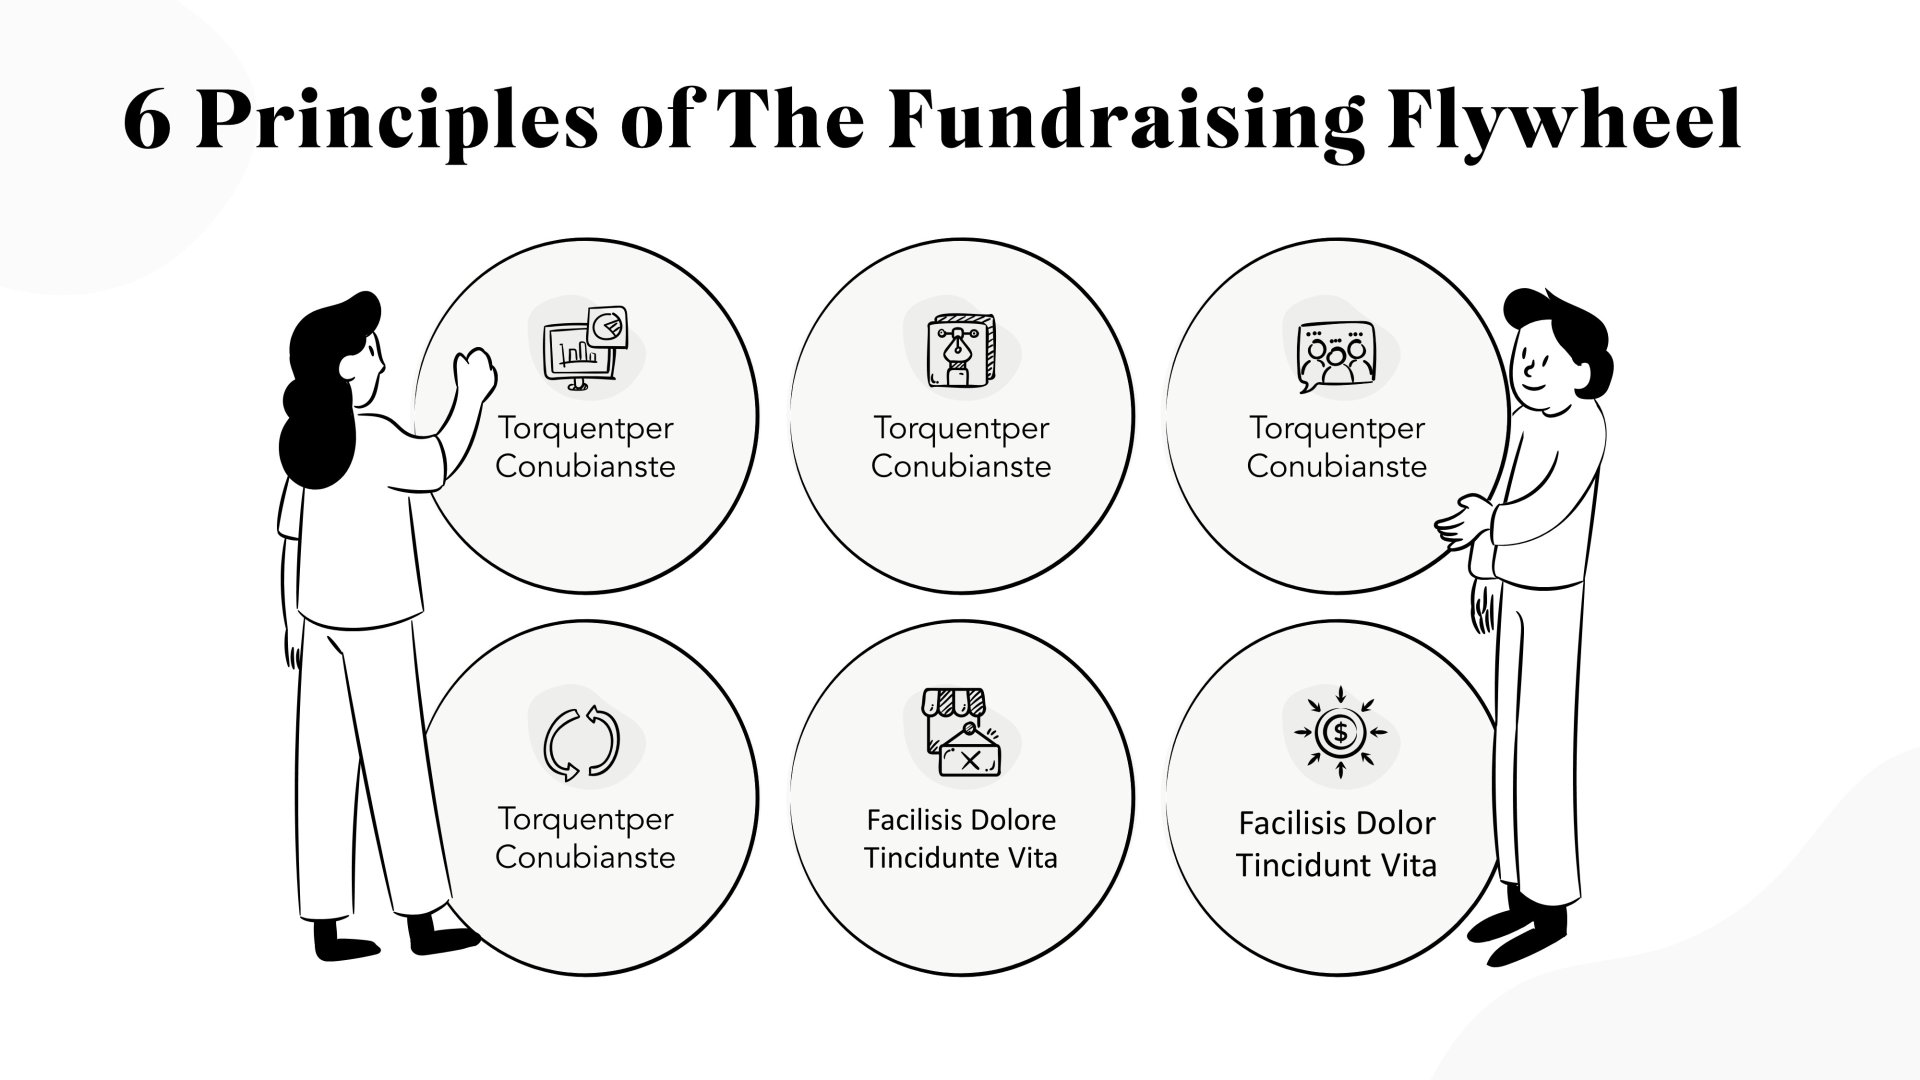 6 Principles of The Fundraising Flywheel
Torquentper
Conubianste
Torquentper
Conubianste
Torquentper
Conubianste
Torquentper
Conubianste
Facilisis Dolore
Tincidunte Vita
$
Facilisis Dolor
Tincidunt Vita